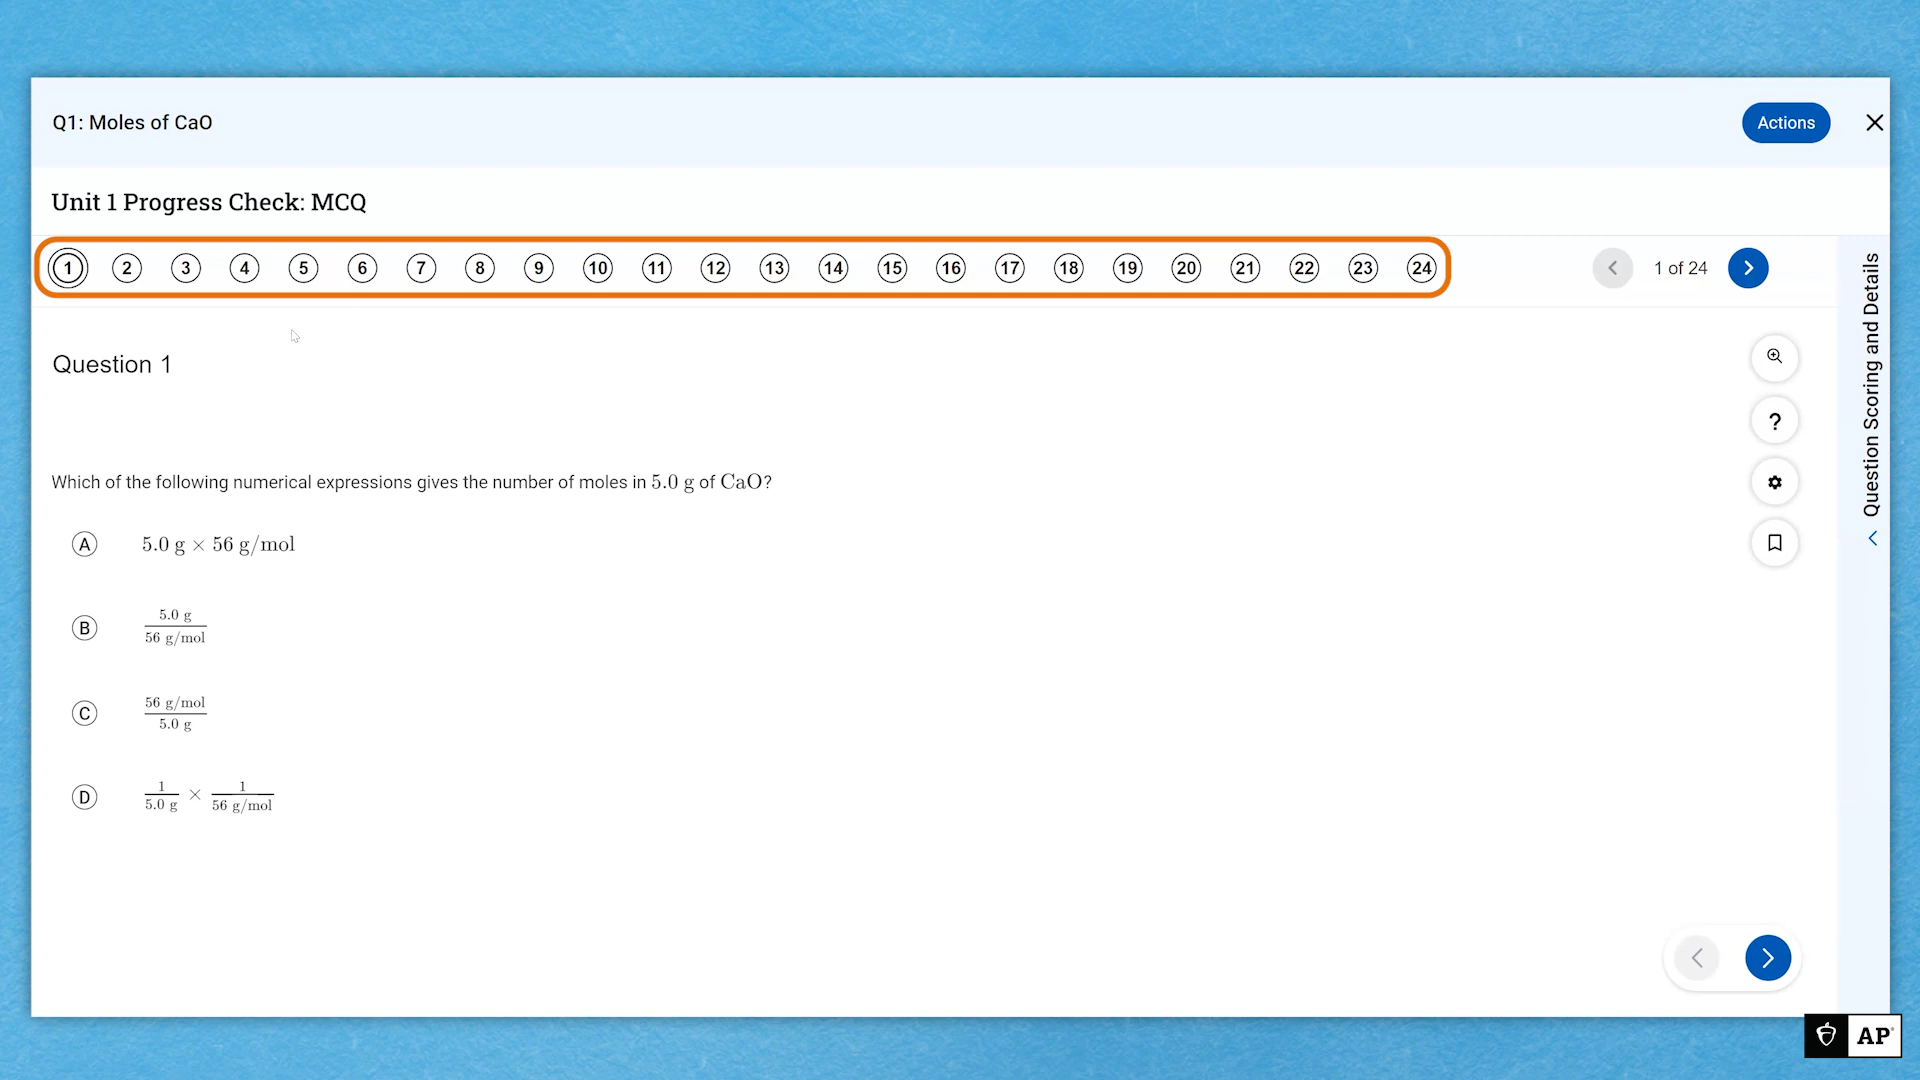 Q1: Moles of CaO
Actions
Unit 1 Progress Check: MCQ
1 2 3 4 5 6 7 8 9 10 11 12 13 14 15 16 17 18 19 20 21 22 23 24
1 of 24
Question Scoring and Details
Question 1
?
Which of the following numerical expressions gives the number of moles in 5.0 g of CaO?
A 5.0 g × 56 g/mol
B 5.0 g / 56 g/mol
C 56 g/mol / 5.0 g
D 1 / 5.0 g × 1 / 56 g/mol
AP